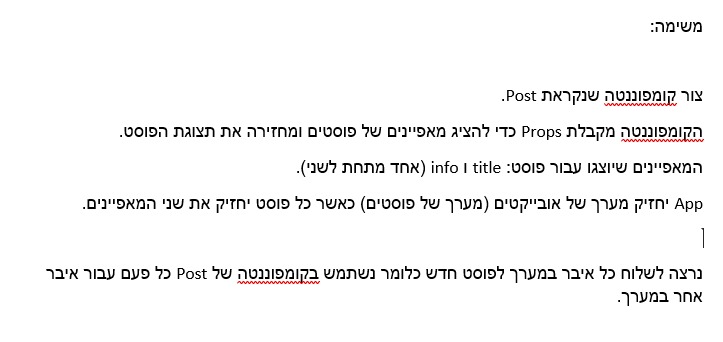 משימה:
צור קומפוננטה שנקראת Post.
הקומפוננטה מקבלת Props כדי להציג מאפיינים של פוסטים ומחזירה את תצוגת הפוסט.
המאפיינים שיוצגו עבור פוסט: title ו info (אחד מתחת לשני).
App יחזיק מערך של אובייקטים (מערך של פוסטים) כאשר כל פוסט יחזיק את שני המאפיינים.
נרצה לשלוח כל איבר במערך לפוסט חדש כלומר נשתמש בקומפוננטה של Post כל פעם עבור איבר
אחר במערך.